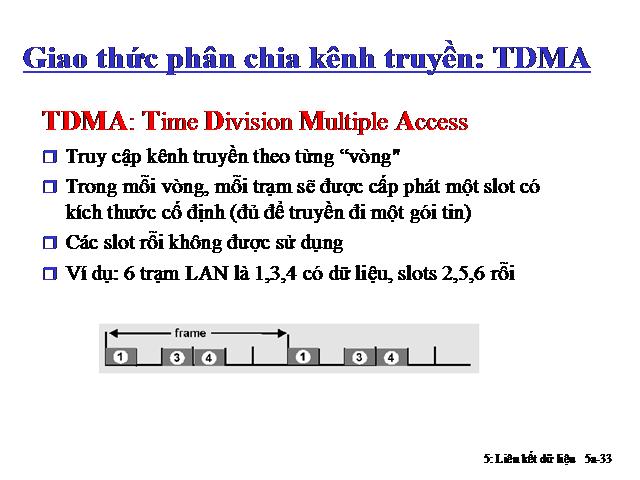 Giao thức phân chia kênh truyền: TDMA
TDMA: Time Division Multiple Access
Truy cập kênh truyền theo từng “vòng"
Trong mỗi vòng, mỗi trạm sẽ được cấp phát một slot có
kích thước cố định (đủ để truyền đi một gói tin)
Các slot rỗi không được sử dụng
Ví dụ: 6 trạm LAN là 1,3,4 có dữ liệu, slots 2,5,6 rỗi
frame
1 3 4 1 3 4
5: Liên kết dữ liệu 5a-33